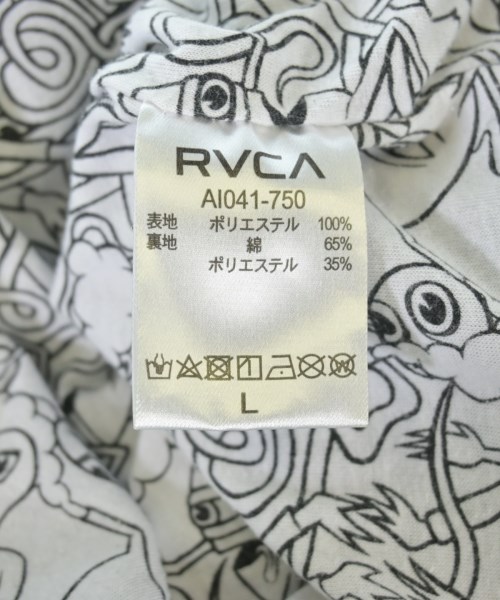 RVCA
AI041-750
表地 ポリエステル 100%
裏地 綿 65%
ポリエステル 35%
L